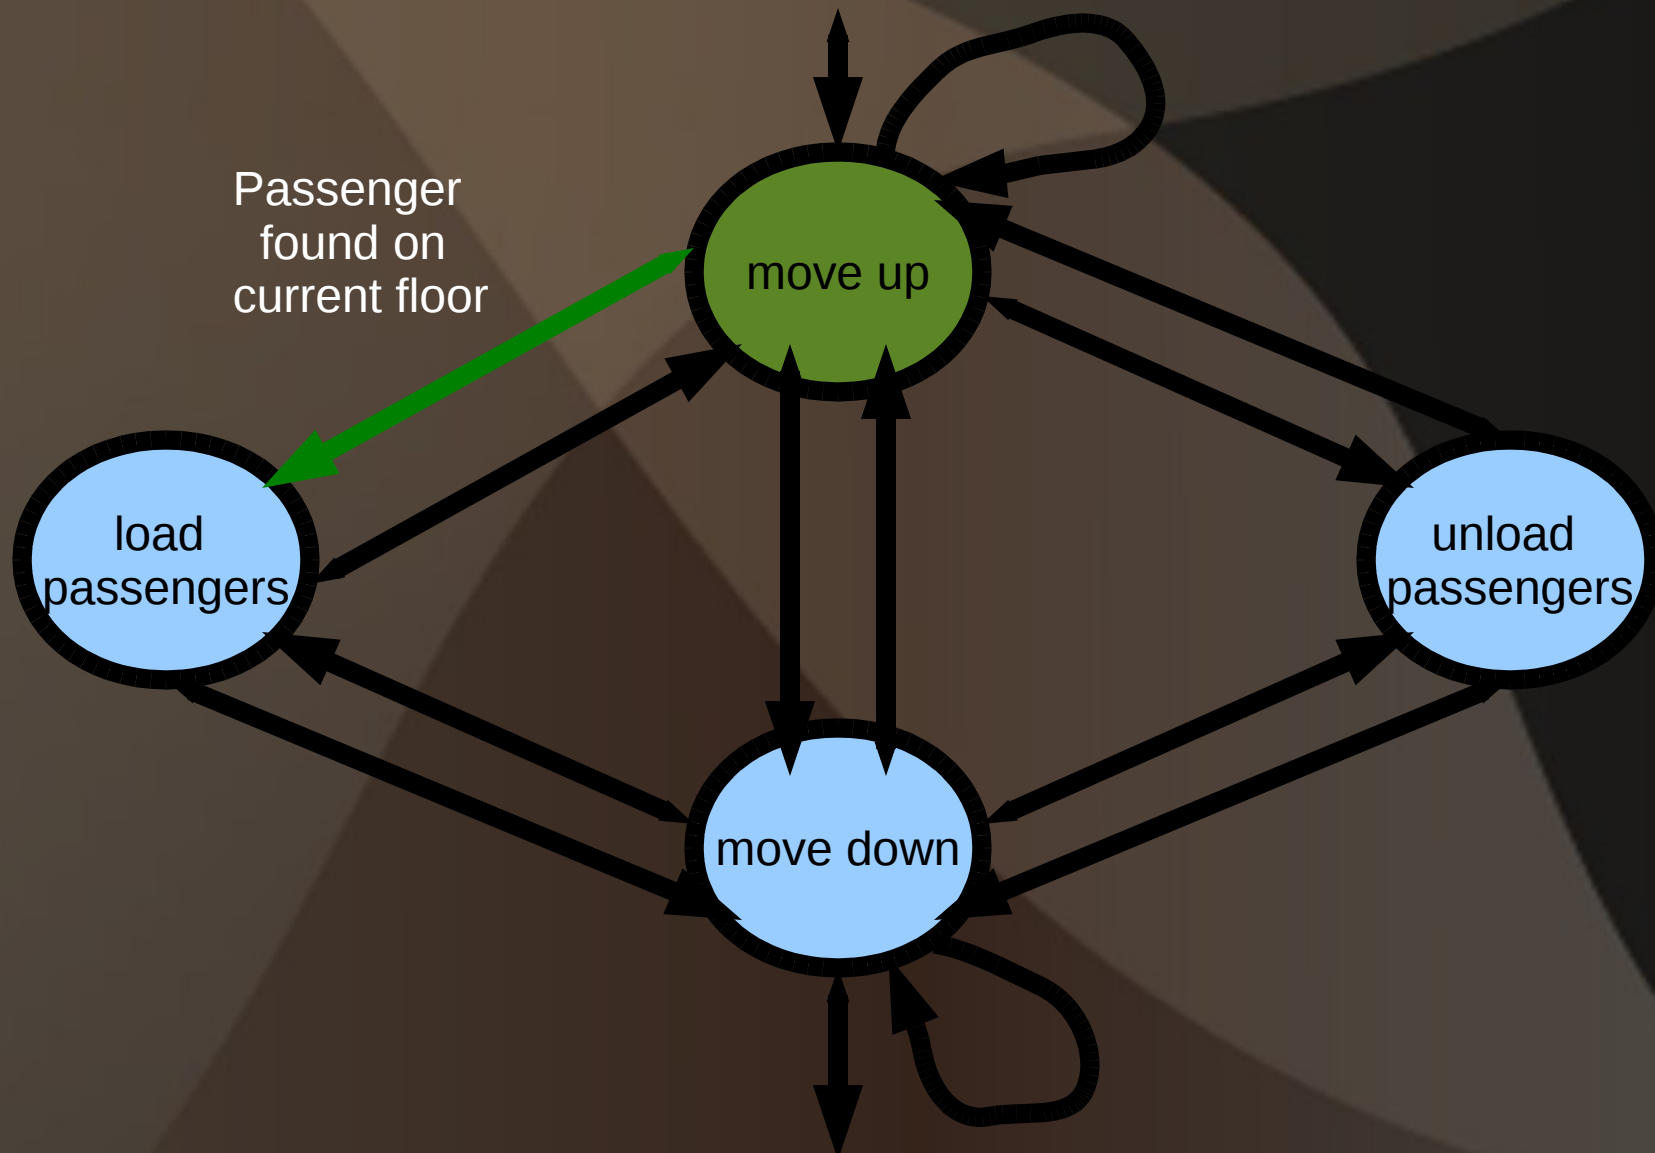 Passenger
found on
current floor
move up
load
passengers
unload
passengers
move down